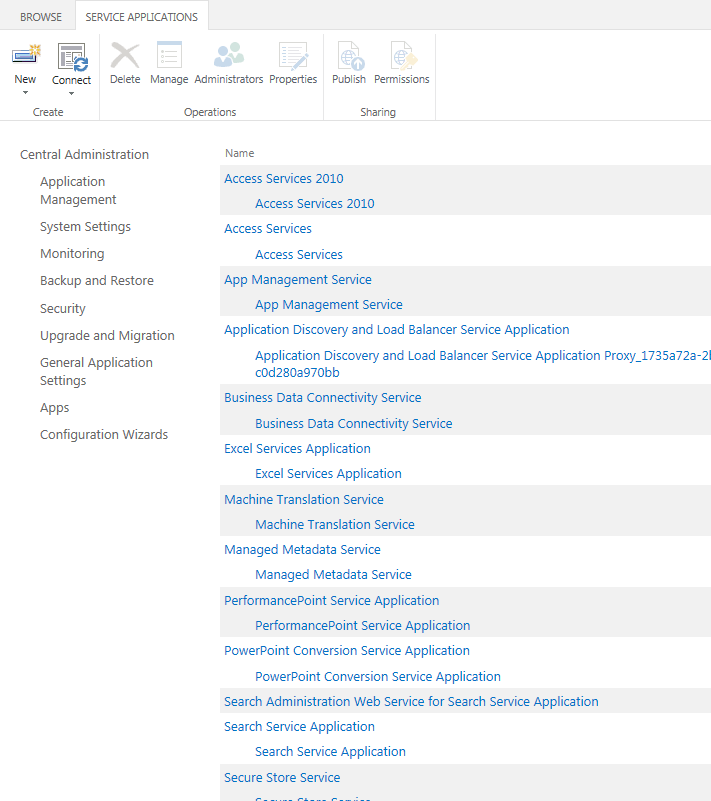 BROWSE
SERVICE APPLICATIONS
New
Connect
Delete
Manage
Administrators
Properties
Publish
Permissions
Create
Operations
Sharing
Central Administration
Application
Management
System Settings
Monitoring
Backup and Restore
Security
Upgrade and Migration
General Application
Settings
Apps
Configuration Wizards
Name
Access Services 2010
Access Services 2010
Access Services
Access Services
App Management Service
App Management Service
Application Discovery and Load Balancer Service Application
Application Discovery and Load Balancer Service Application Proxy_1735a72a-2
c0d280a970bb
Business Data Connectivity Service
Business Data Connectivity Service
Excel Services Application
Excel Services Application
Machine Translation Service
Machine Translation Service
Managed Metadata Service
Managed Metadata Service
PerformancePoint Service Application
PerformancePoint Service Application
PowerPoint Conversion Service Application
PowerPoint Conversion Service Application
Search Administration Web Service for Search Service Application
Search Service Application
Search Service Application
Secure Store Service
Secure Store Service